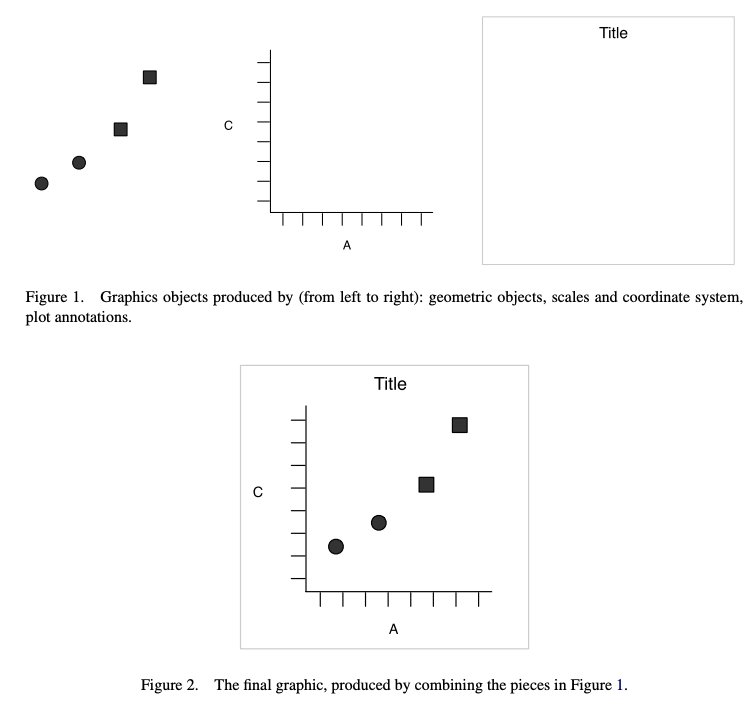 Title
C
A
Figure 1. Graphics objects produced by (from left to right): geometric objects, scales and coordinate system,
plot annotations.
Title
C
A
Figure 2. The final graphic, produced by combining the pieces in Figure 1.